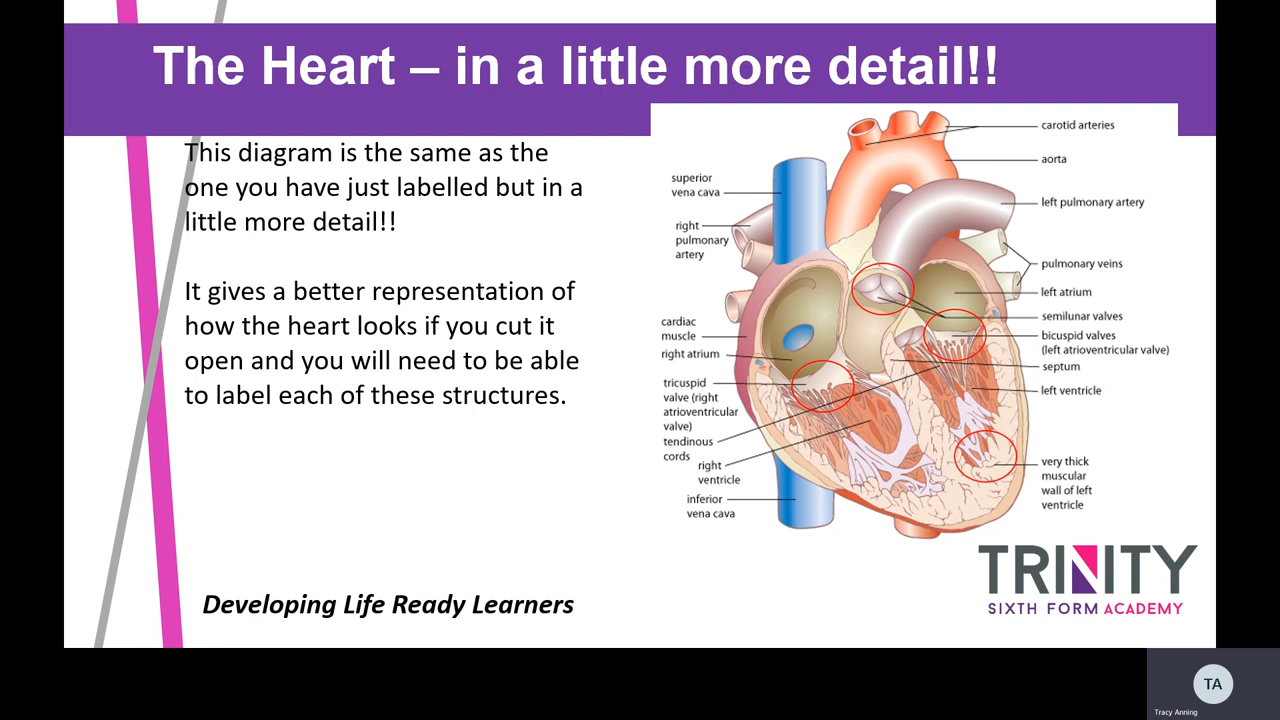 The Heart – in a little more detail!!
This diagram is the same as the
one you have just labelled but in a
little more detail!!
It gives a better representation of
how the heart looks if you cut it
open and you will need to be able
to label each of these structures.
Developing Life Ready Learners
superior
vena cava
right
pulmonary
artery
cardiac
muscle
right atrium
tricuspid
valve (right
atrioventricular
valve)
tendinous
cords
right
ventricle
inferior
vena cava
carotid arteries
aorta
left pulmonary artery
pulmonary veins
left atrium
semilunar valves
bicuspid valves
(left atrioventricular valve)
septum
left ventricle
very thick
muscular
wall of left
ventricle
TRINITY
SIXTH FORM ACADEMY
TA
Tracy Anning